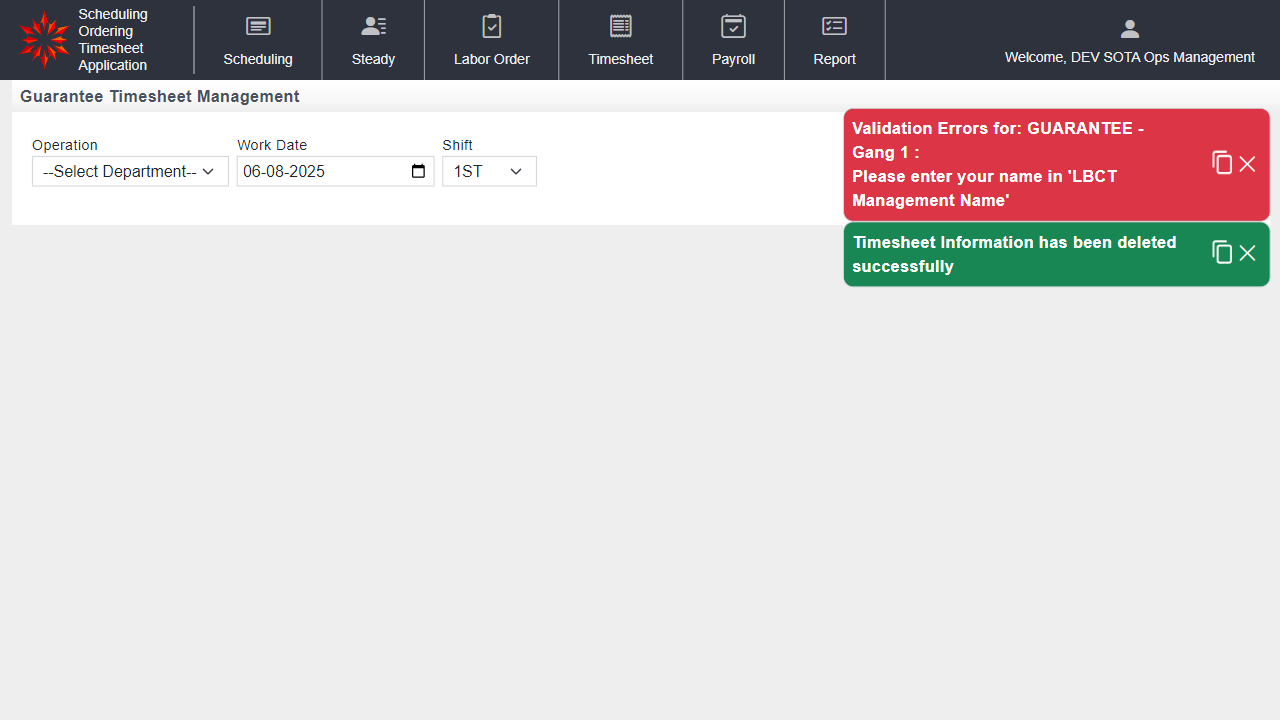 Scheduling
Ordering
Timesheet
Application
Scheduling
Steady
Labor Order
Timesheet
Payroll
Report
Welcome, DEV SOTA Ops Management
Guarantee Timesheet Management
Operation
Work Date
Shift
--Select Department--
06-08-2025
1ST
Validation Errors for: GUARANTEE -
Gang 1 :
Please enter your name in 'LBCT
Management Name'
Timesheet Information has been deleted
successfully